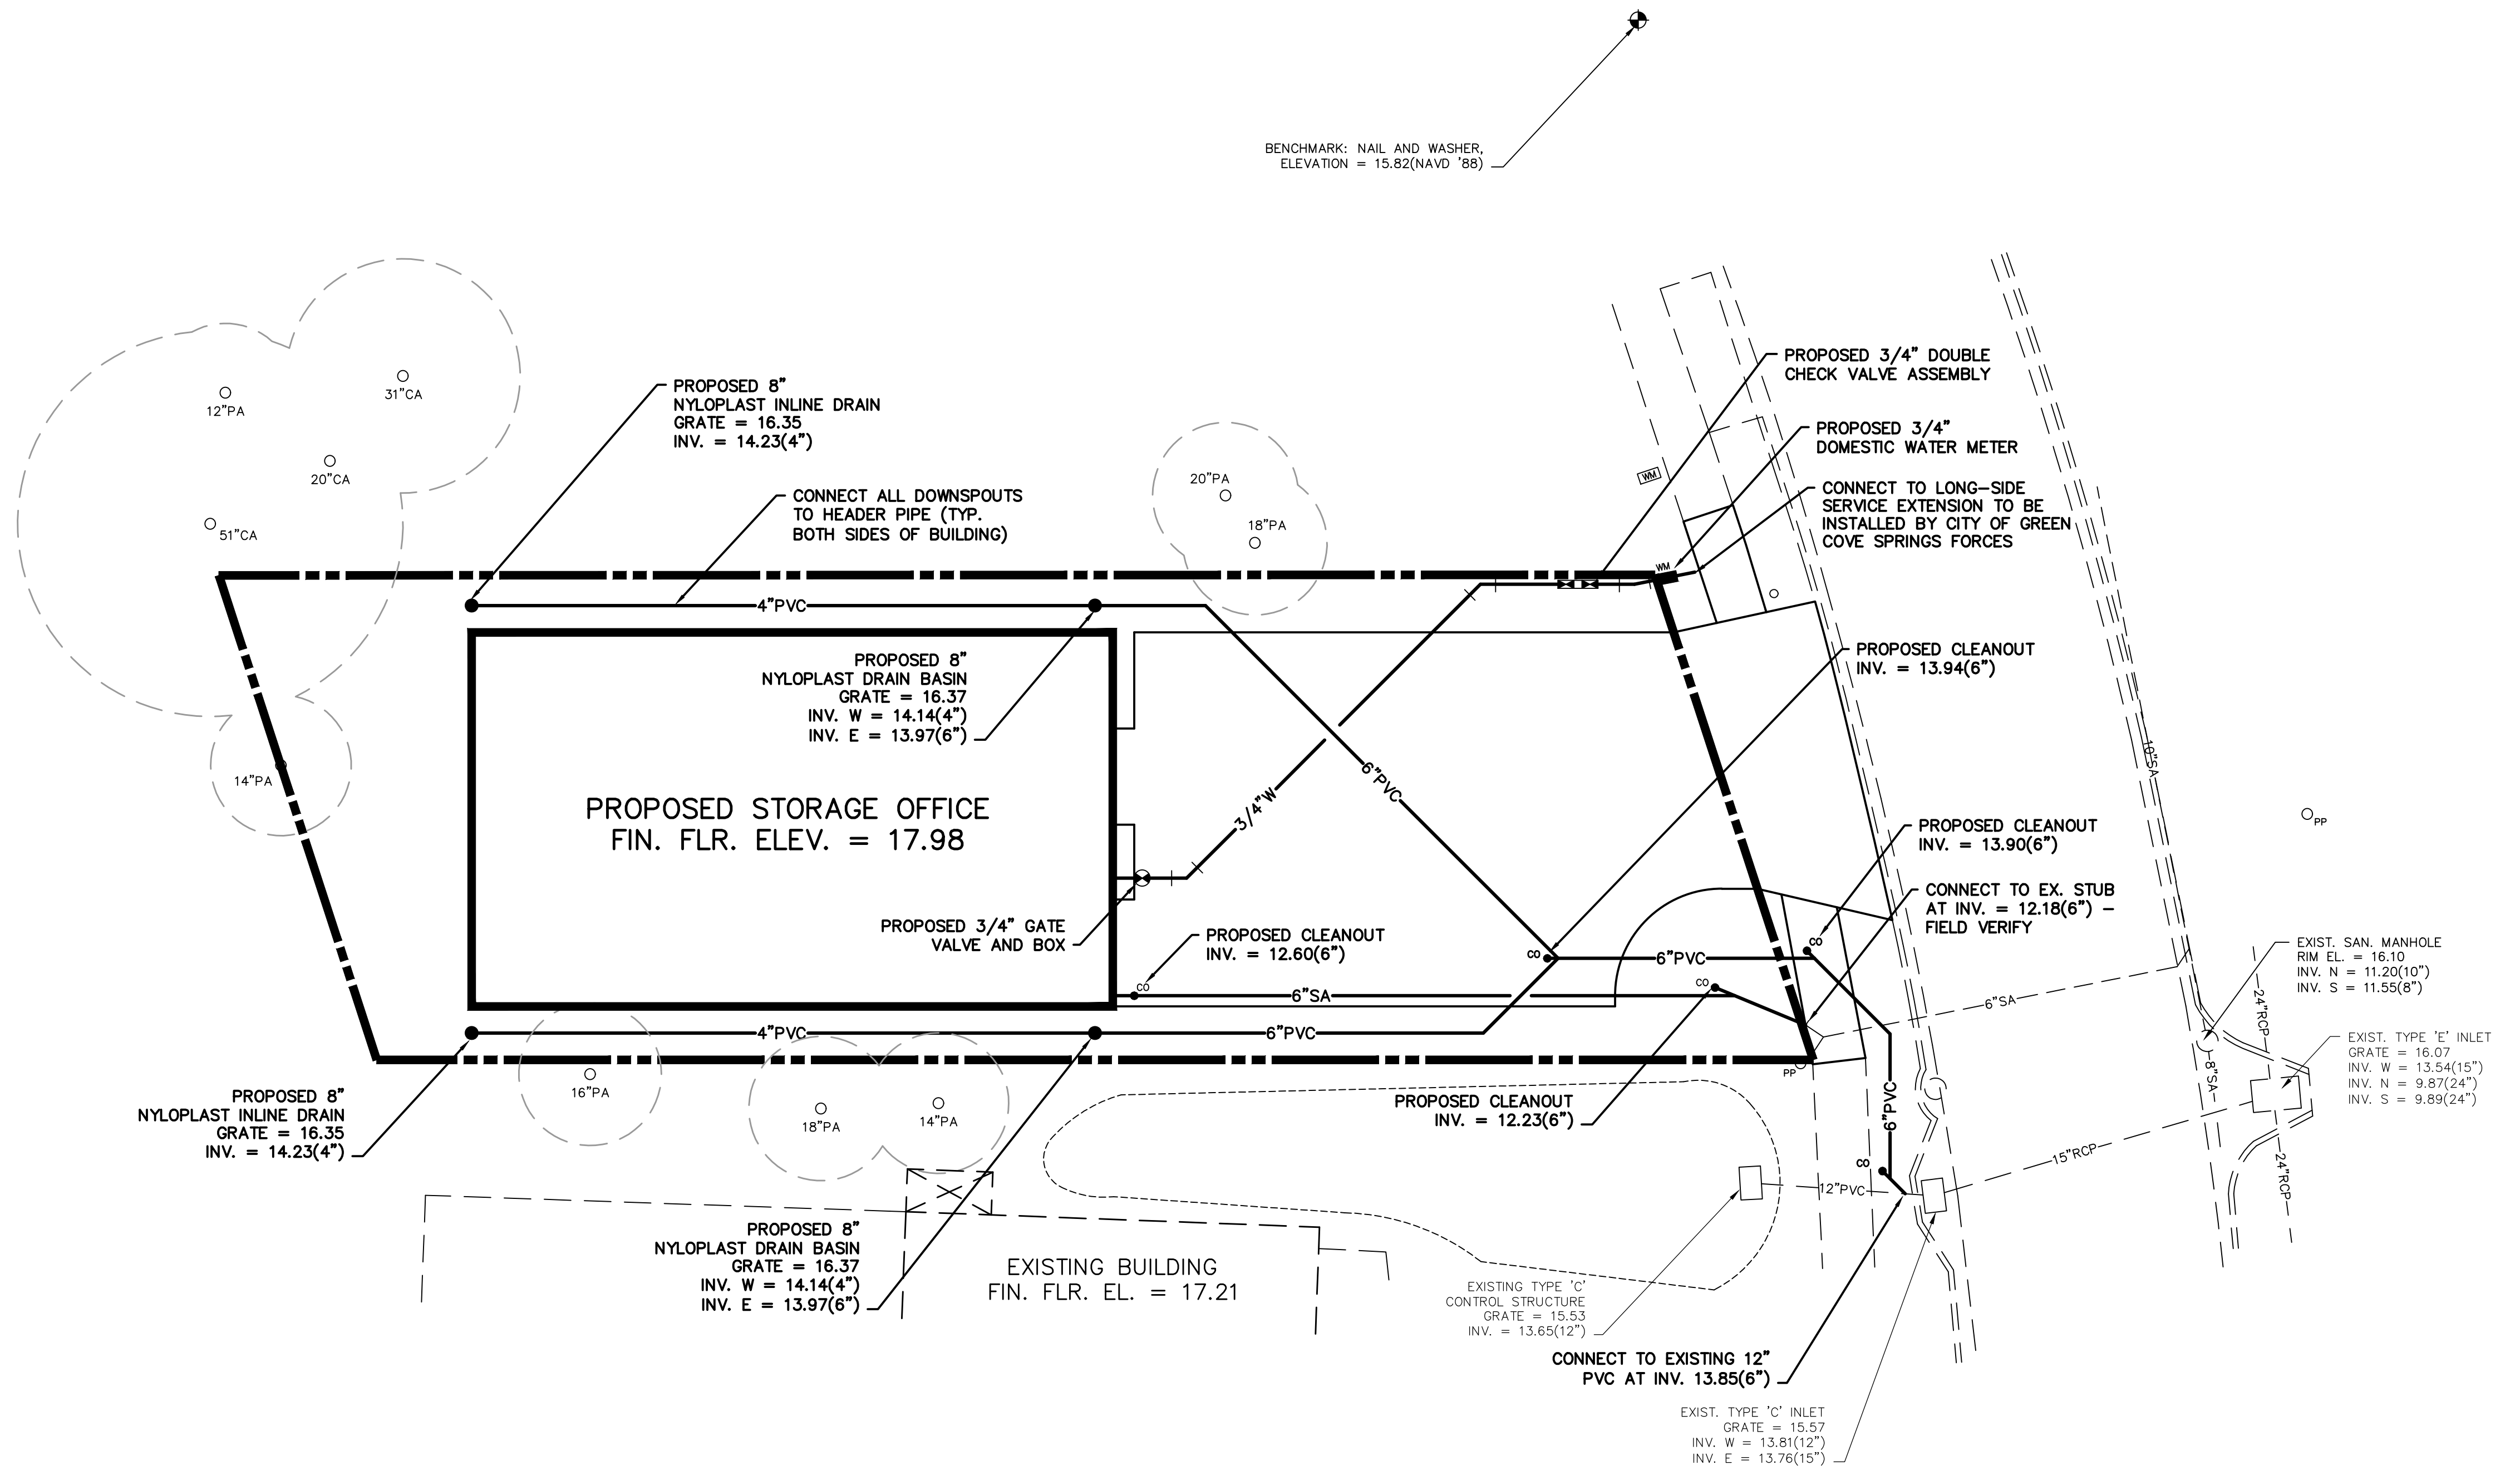 BENCHMARK: NAIL AND WASHER,
ELEVATION = 15.82(NAVD '88)
12"PA
31"CA
20"CA
51"CA
14"PA
PROPOSED 8"
NYLOPLAST INLINE DRAIN
GRATE = 16.35
INV. = 14.23(4")
CONNECT ALL DOWNSPOUTS
TO HEADER PIPE (TYP.
BOTH SIDES OF BUILDING)
20"PA
18"PA
WM
PROPOSED 3/4" DOUBLE
CHECK VALVE ASSEMBLY
PROPOSED 3/4"
DOMESTIC WATER METER
CONNECT TO LONG-SIDE
SERVICE EXTENSION TO BE
INSTALLED BY CITY OF GREEN
COVE SPRINGS FORCES
WM
4"PVC
PROPOSED 8"
NYLOPLAST DRAIN BASIN
GRATE = 16.37
INV. W = 14.14(4")
INV. E = 13.97(6")
PROPOSED CLEANOUT
INV. = 13.94(6")
6"PVC
3/4"W
10"SA
PP
PROPOSED STORAGE OFFICE
FIN. FLR. ELEV. = 17.98
PROPOSED CLEANOUT
INV. = 13.90(6")
CONNECT TO EX. STUB
AT INV. = 12.18(6") –
FIELD VERIFY
PROPOSED 3/4" GATE
VALVE AND BOX
PROPOSED CLEANOUT
INV. = 12.60(6")
CO
CO
6"PVC
CO
CO
6"SA
6"SA
EXIST. SAN. MANHOLE
RIM EL. = 16.10
INV. N = 11.20(10")
INV. S = 11.55(8")
24"RCP
8"SA
EXIST. TYPE 'E' INLET
GRATE = 16.07
INV. W = 13.54(15")
INV. N = 9.87(24")
INV. S = 9.89(24")
4"PVC
6"PVC
PP
PROPOSED 8"
NYLOPLAST INLINE DRAIN
GRATE = 16.35
INV. = 14.23(4")
16"PA
18"PA
14"PA
PROPOSED CLEANOUT
INV. = 12.23(6")
6"PVC
CO
12"PVC
15"RCP
24"RCP
PROPOSED 8"
NYLOPLAST DRAIN BASIN
GRATE = 16.37
INV. W = 14.14(4")
INV. E = 13.97(6")
EXISTING BUILDING
FIN. FLR. EL. = 17.21
EXISTING TYPE 'C'
CONTROL STRUCTURE
GRATE = 15.53
INV. = 13.65(12")
CONNECT TO EXISTING 12"
PVC AT INV. 13.85(6")
EXIST. TYPE 'C' INLET
GRATE = 15.57
INV. W = 13.81(12")
INV. E = 13.76(15")